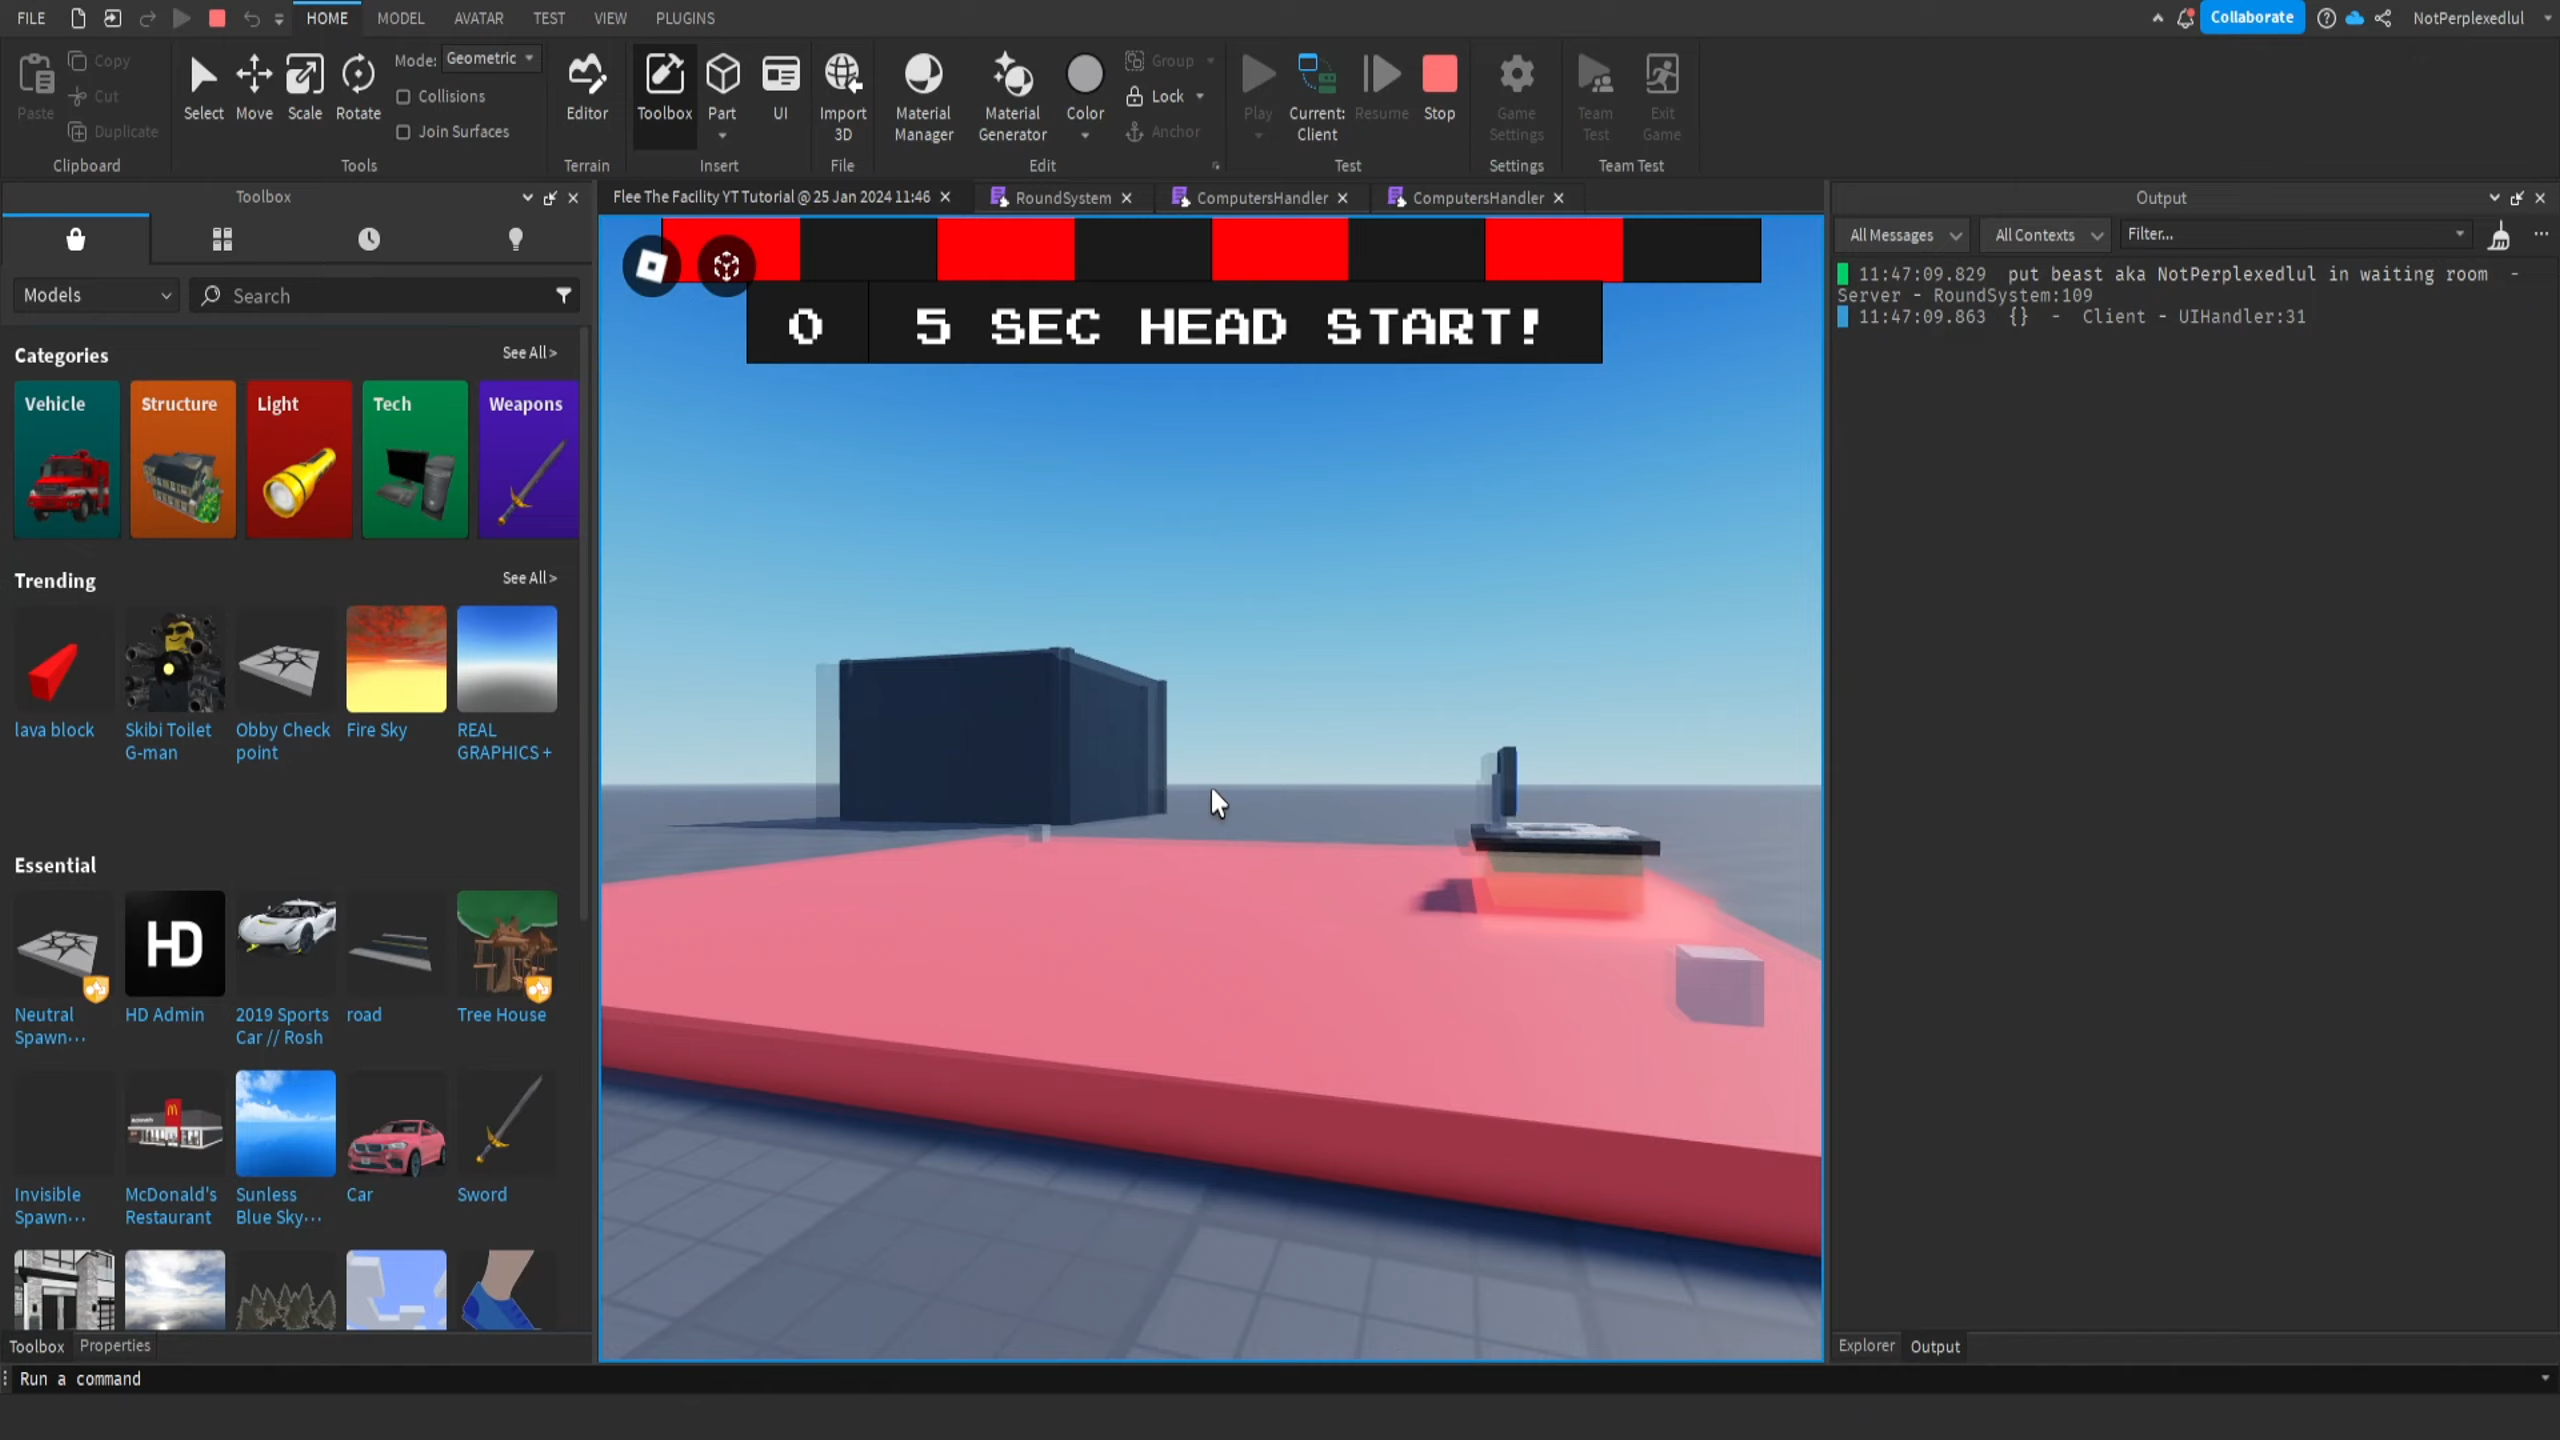 FILE
HOME
MODEL
AVATAR
TEST
VIEW
PLUGINS
Collaborate
NotPerplexedlul
Paste
Copy
Cut
Duplicate
Clipboard
Select
Move
Scale
Rotate
Mode: Geometric
Collisions
Join Surfaces
Tools
Editor
Terrain
Toolbox
Part
UI
Insert
Import
3D
File
Material
Manager
Material
Generator
Color
Group
Lock
Anchor
Edit
Play
Current:
Client
Resume
Stop
Test
Game
Settings
Settings
Team
Test
Exit
Game
Team Test
Toolbox
Models
Search
Categories
See All >
Vehicle
Structure
Light
Tech
Weapons
Trending
See All >
lava block
Skibi Toilet
G-man
Obby Check
point
Fire Sky
REAL
GRAPHICS +
Essential
See All >
HD
Neutral
Spawn···
HD Admin
2019 Sports
Car // Rosh
road
Tree House
Invisible
Spawn···
McDonald's
Restaurant
Sunless
Blue Sky···
Car
Sword
Toolbox
Properties
Run a command
Flee The Facility YT Tutorial @ 25 Jan 2024 11:46
RoundSystem
ComputersHandler
ComputersHandler
0
5 SEC HEAD START!
Output
All Messages
All Contexts
Filter...
11:47:09.829 put beast aka NotPerplexedlul in waiting room -
Server - RoundSystem:109
11:47:09.863 {} - Client - UIHandler:31
Explorer
Output